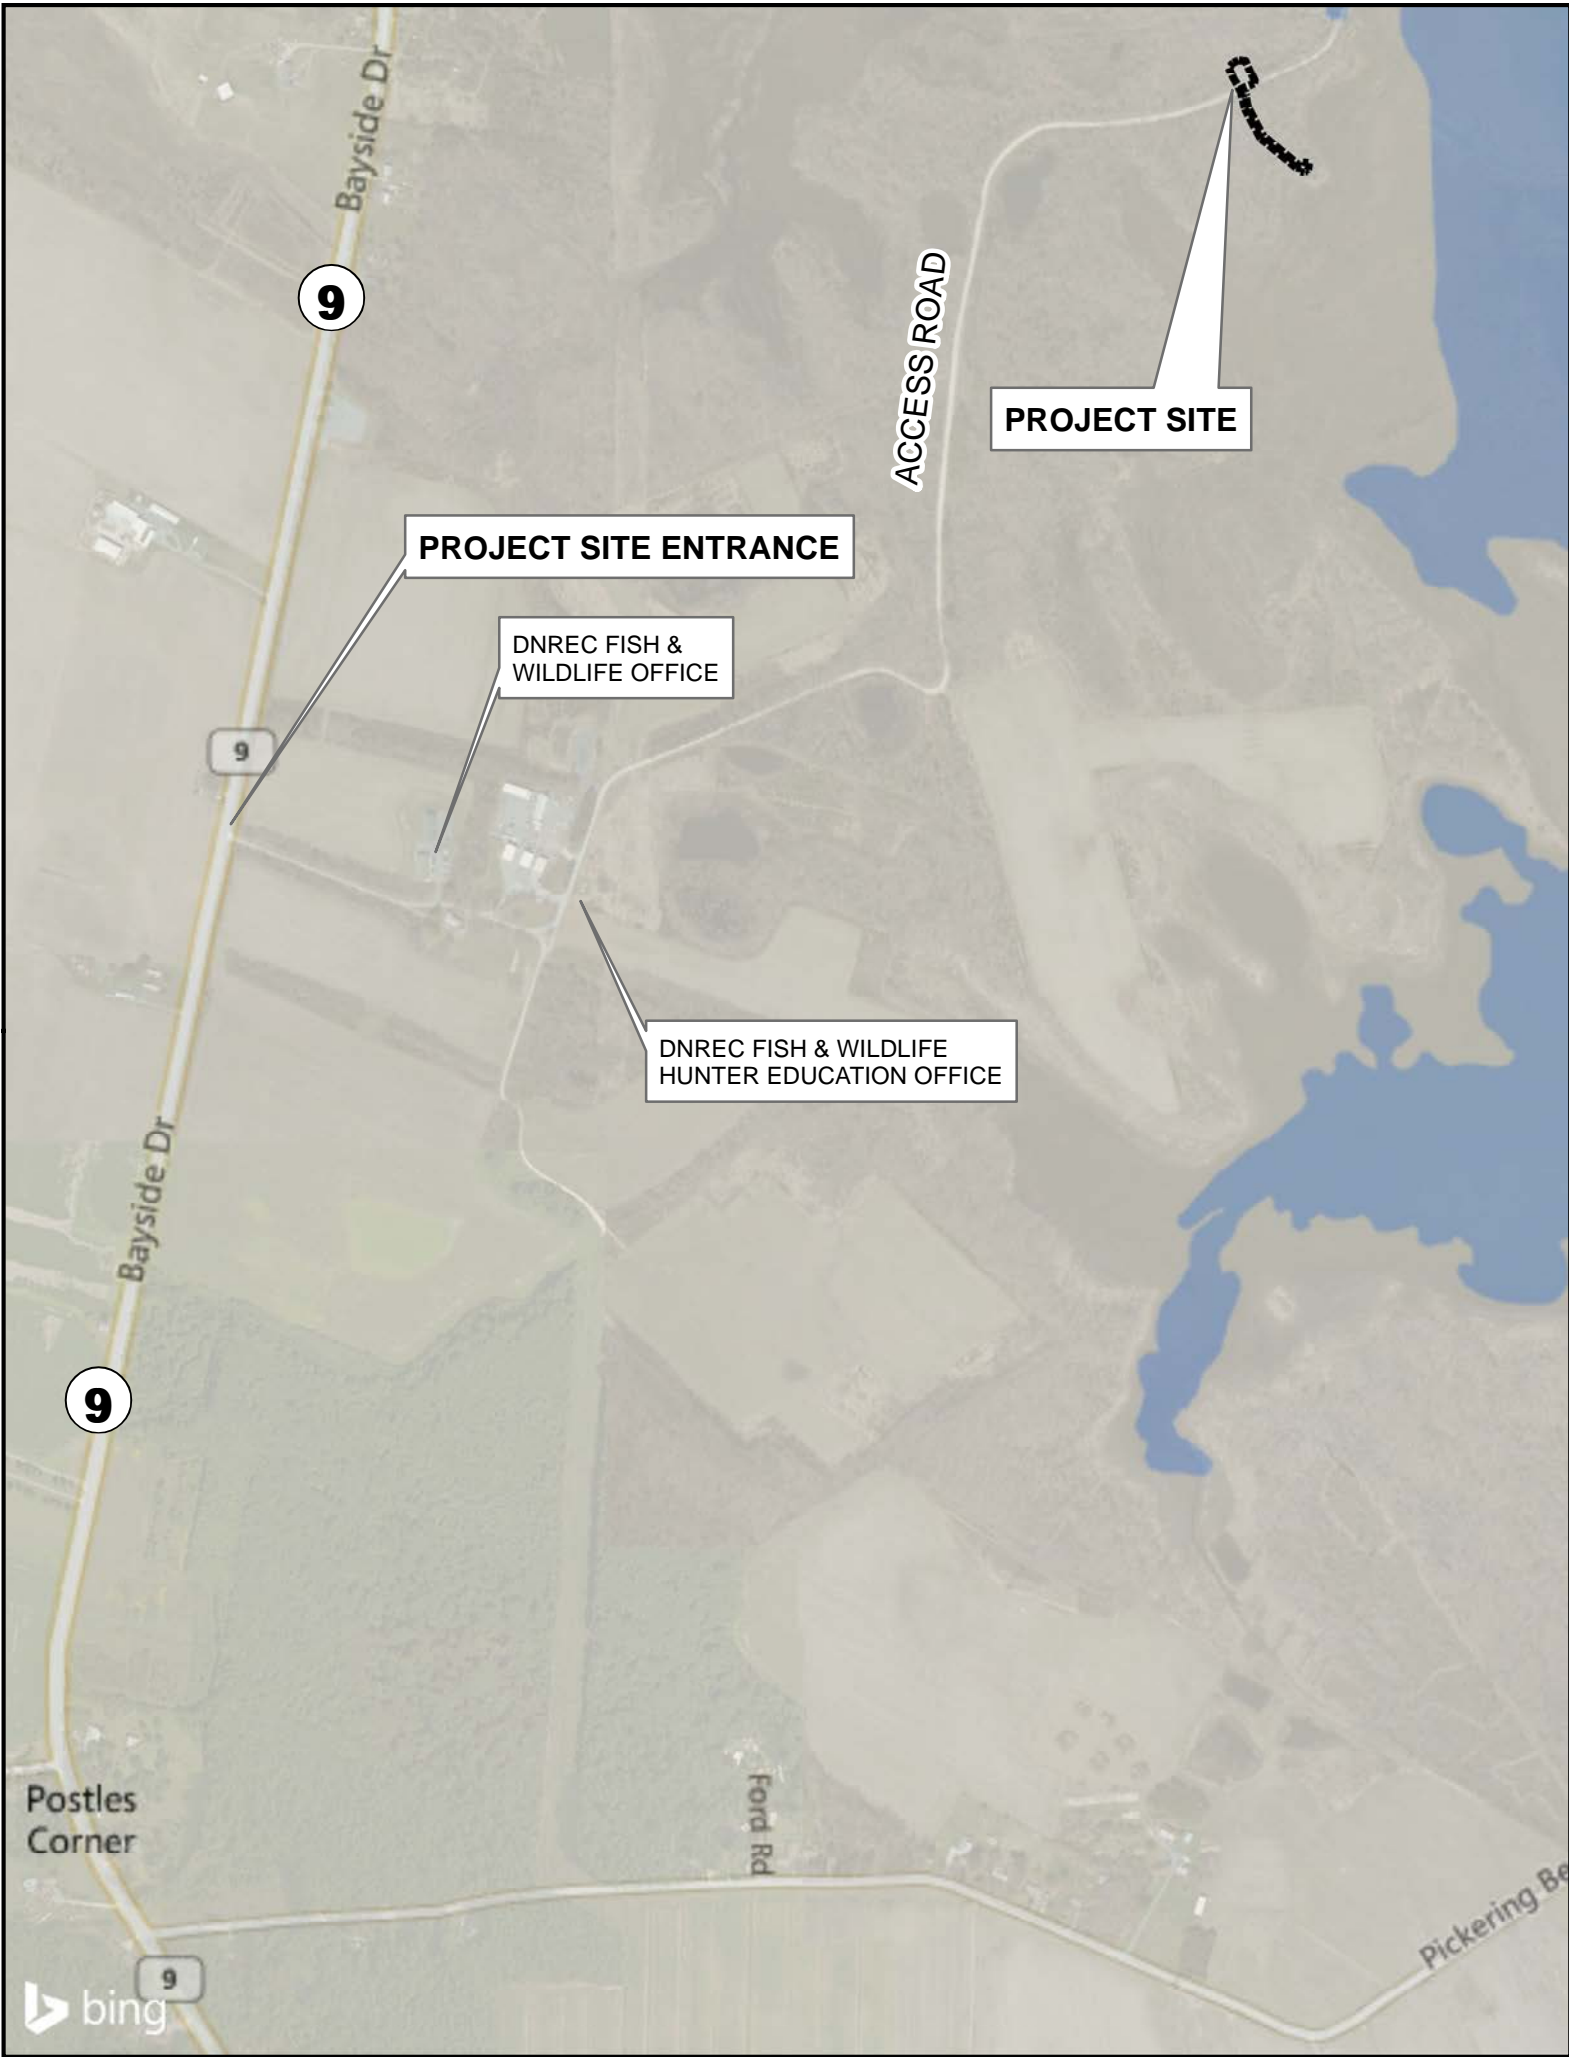 Bayside Dr
9
ACCESS ROAD
PROJECT SITE
PROJECT SITE ENTRANCE
DNREC FISH &
WILDLIFE OFFICE
9
DNREC FISH & WILDLIFE
HUNTER EDUCATION OFFICE
Bayside Dr
9
Postles
Corner
Ford Rd
Pickering Be
9
bing